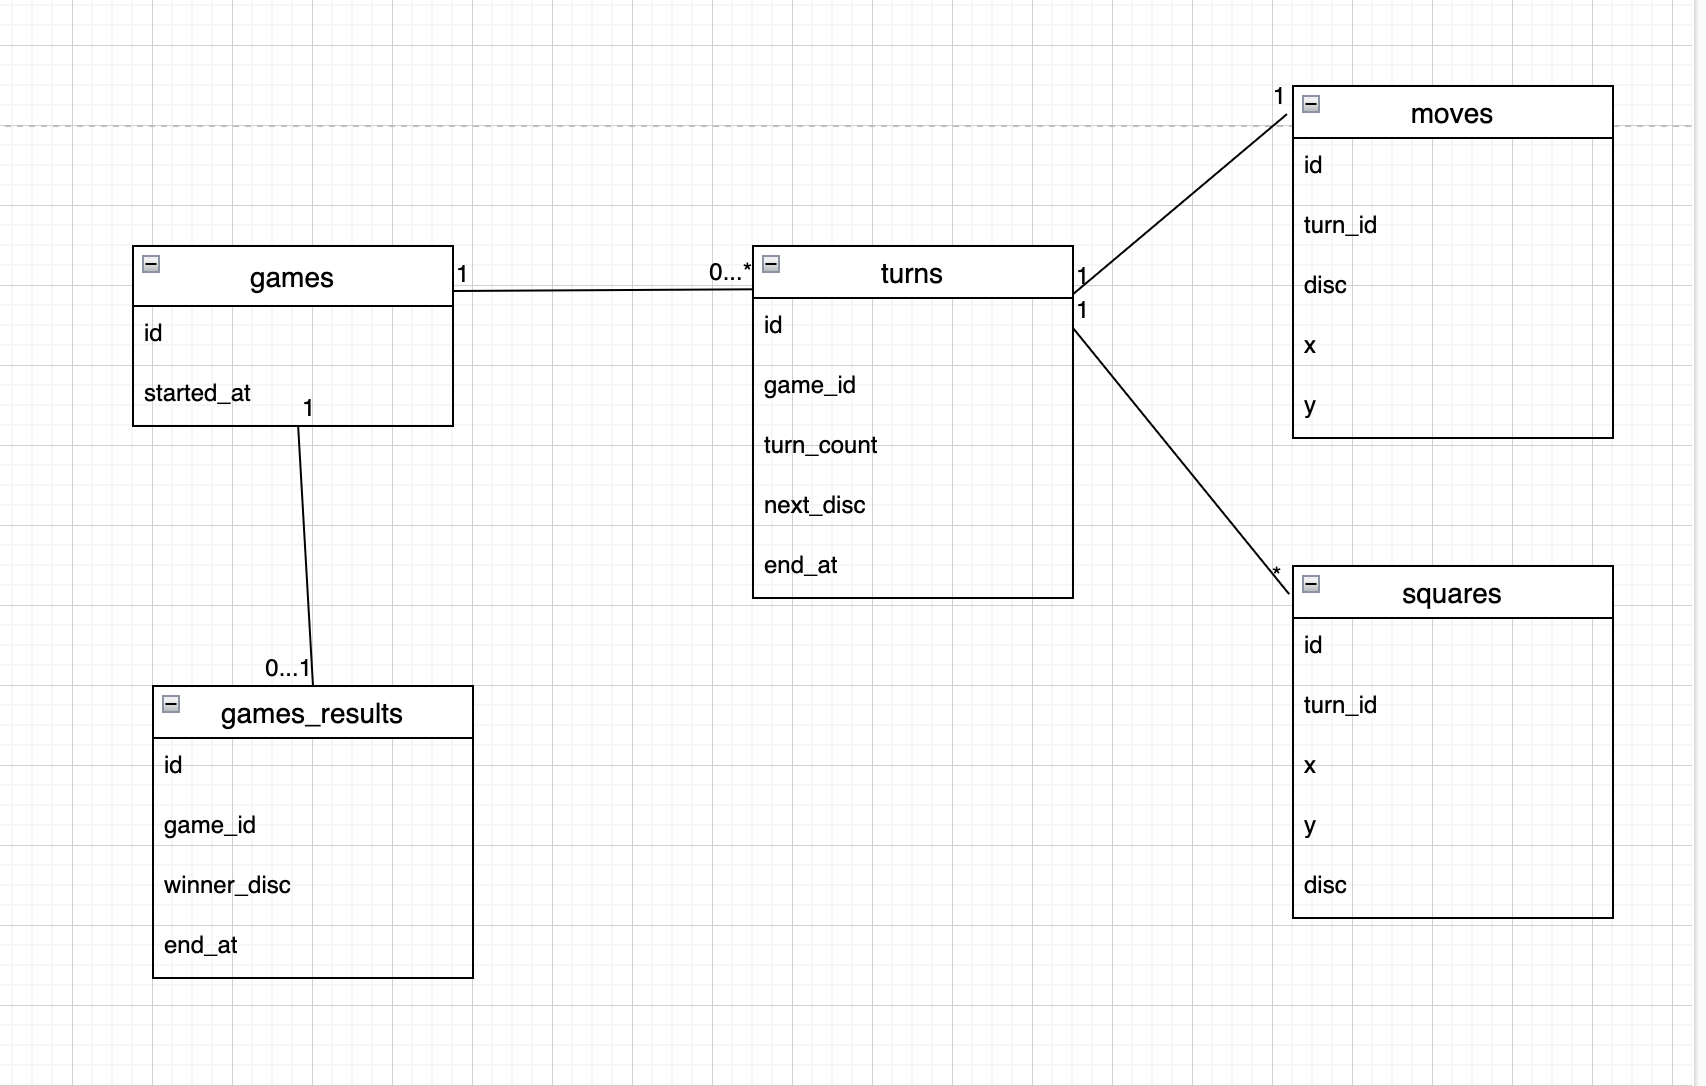 games
id
started_at
1
1
0...*
0...1
games_results
id
game_id
winner_disc
end_at
turns
id
game_id
turn_count
next_disc
end_at
1
1
1
*
moves
id
turn_id
disc
x
y
squares
id
turn_id
x
y
disc